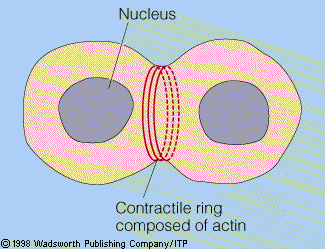 Nucleus
Contractile ring
composed of actin
© 1998 Wadsworth Publishing Company/ITP